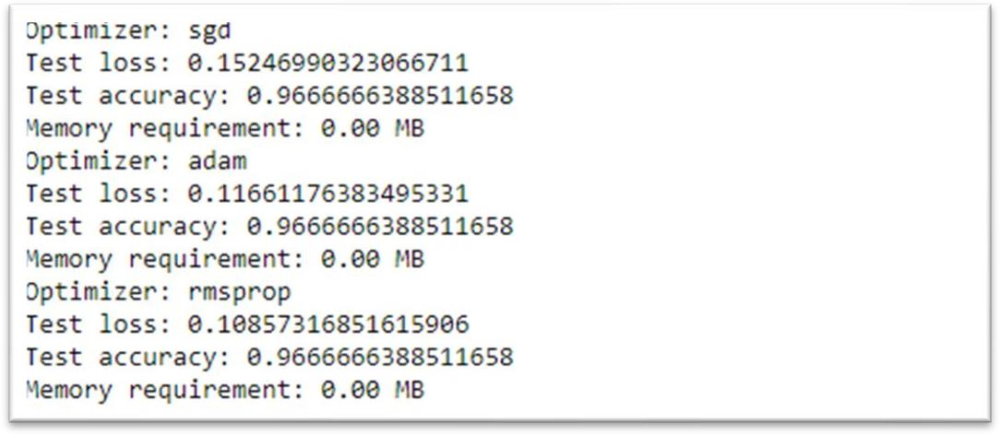 Optimizer: sgd
Test loss: 0.15246990323066711
Test accuracy: 0.9666666388511658
Memory requirement: 0.00 MB
Optimizer: adam
Test loss: 0.11661176383495331
Test accuracy: 0.9666666388511658
Memory requirement: 0.00 MB
Optimizer: rmsprop
Test loss: 0.10857316851615906
Test accuracy: 0.9666666388511658
Memory requirement: 0.00 MB